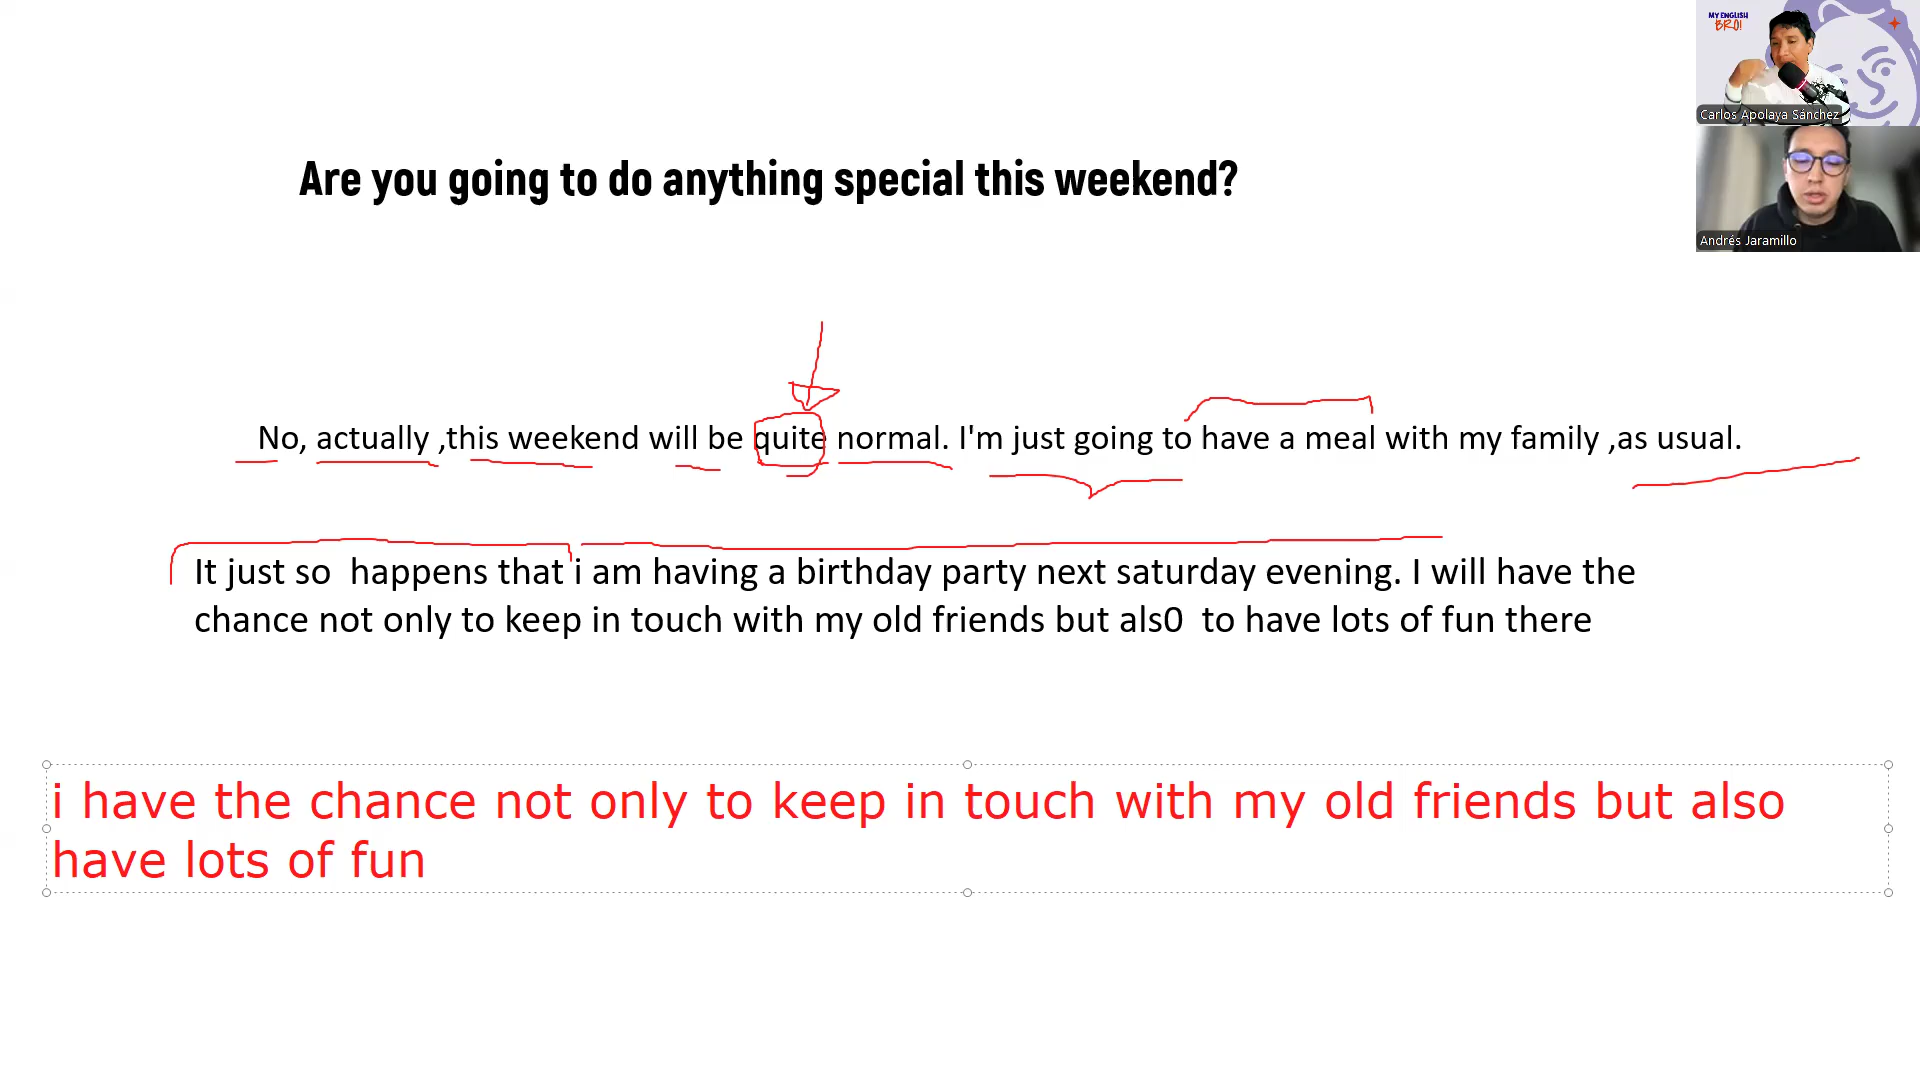 MY ENGLISH
BRO!
Carlos Apolaya Sánchez
Andrés Jaramillo
Are you going to do anything special this weekend?
No, actually ,this weekend will be quite normal. I'm just going to have a meal with my family ,as usual.
It just so  happens that i am having a birthday party next saturday evening. I will have the
chance not only to keep in touch with my old friends but als0  to have lots of fun there
i have the chance not only to keep in touch with my old friends but also
have lots of fun